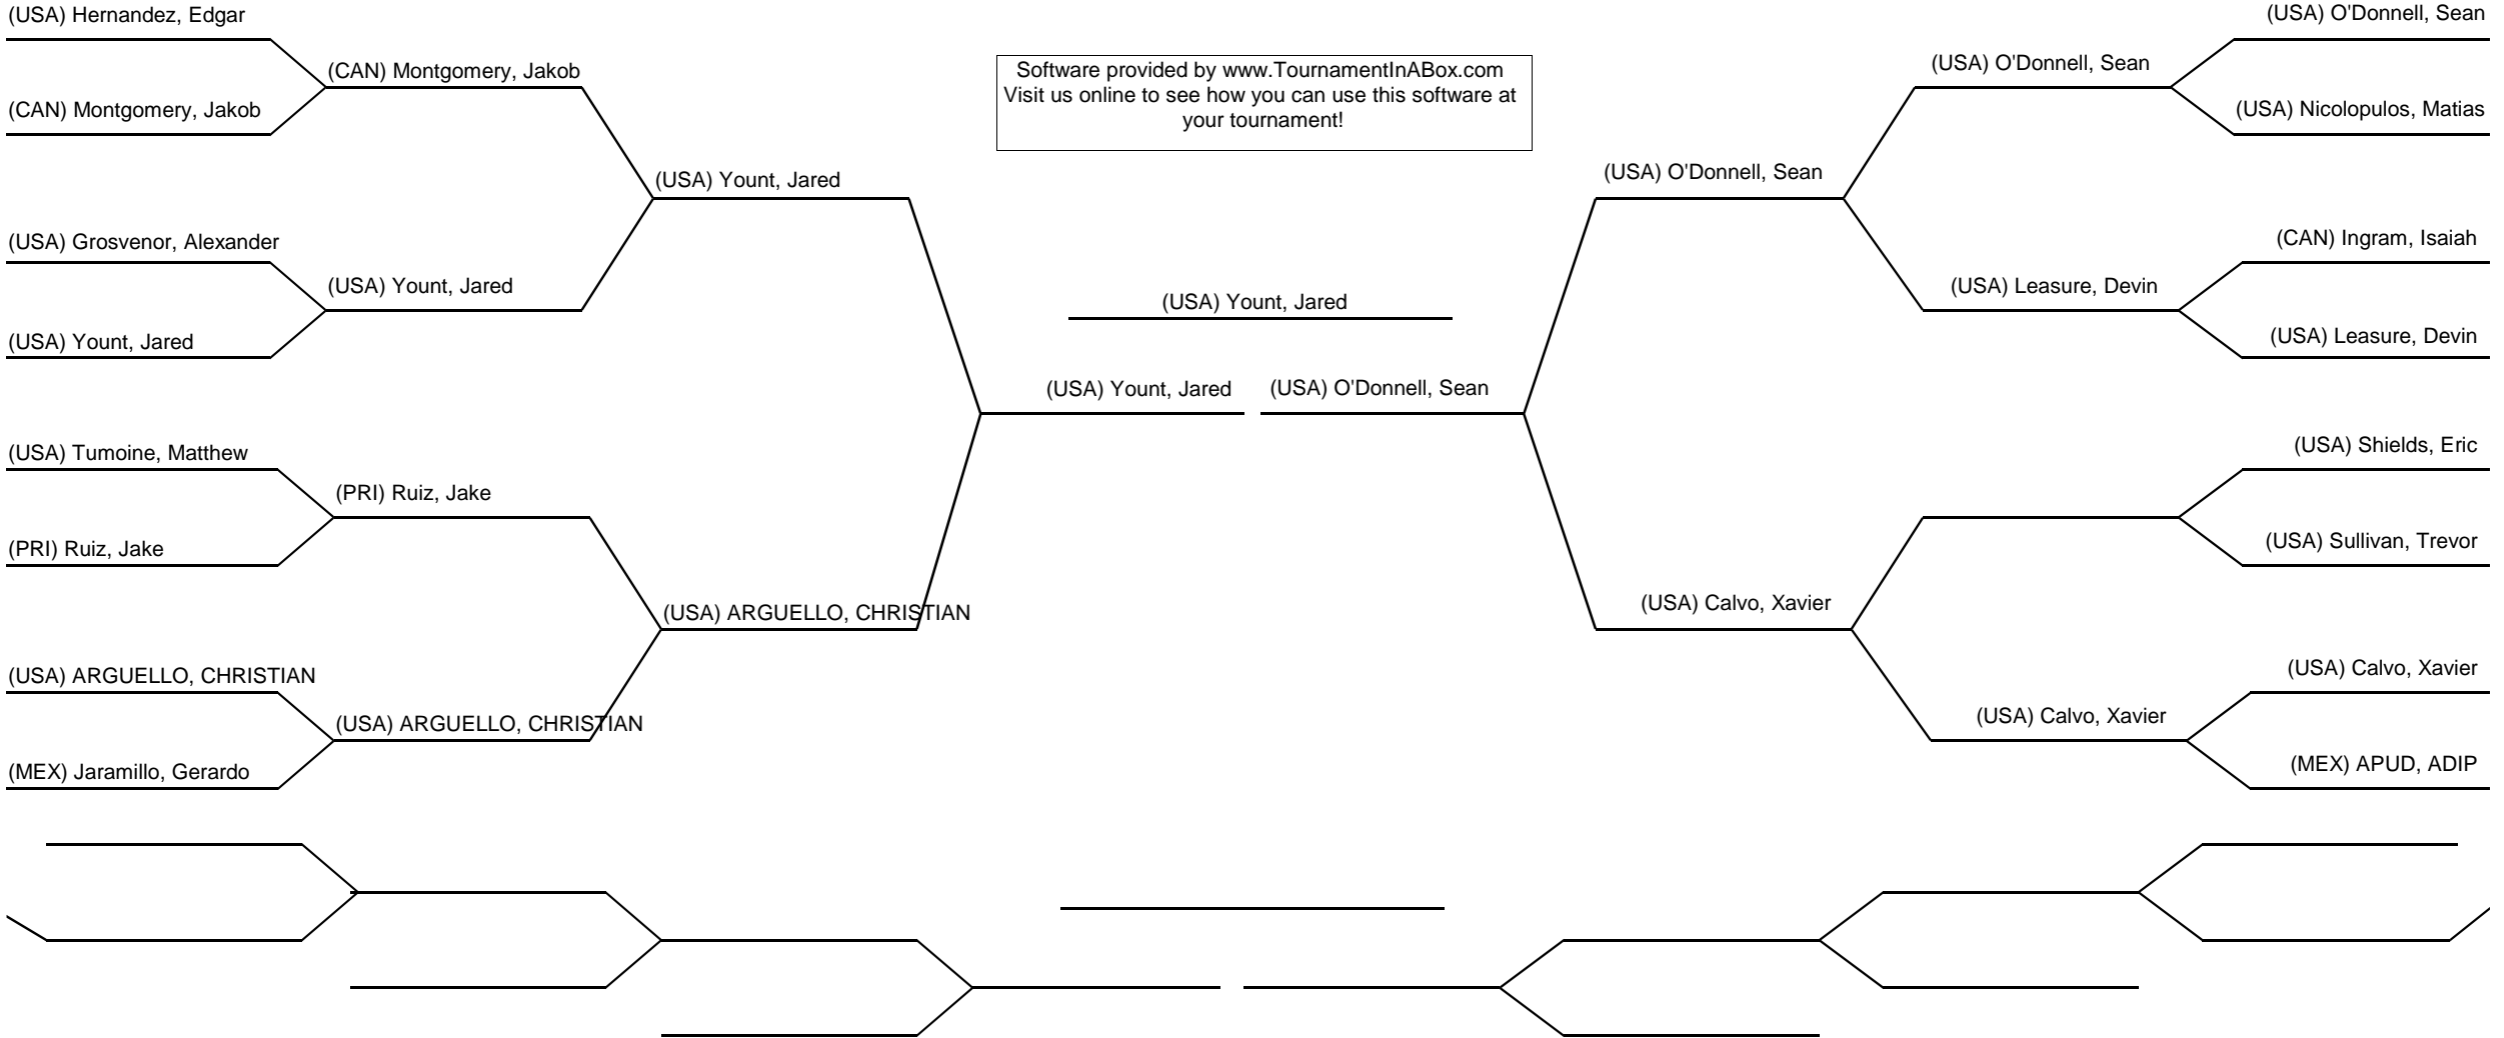 (USA) Hernandez, Edgar
(CAN) Montgomery, Jakob
(CAN) Montgomery, Jakob
(USA) Yount, Jared
(USA) Grosvenor, Alexander
(USA) Yount, Jared
(USA) Yount, Jared
(USA) Tumoine, Matthew
(PRI) Ruiz, Jake
(PRI) Ruiz, Jake
(USA) ARGUELLO, CHRISTIAN
(USA) ARGUELLO, CHRISTIAN
(USA) ARGUELLO, CHRISTIAN
(MEX) Jaramillo, Gerardo
Software provided by www.TournamentInABox.com
Visit us online to see how you can use this software at
your tournament!
(USA) Yount, Jared
(USA) Yount, Jared
(USA) O'Donnell, Sean
(USA) O'Donnell, Sean
(USA) O'Donnell, Sean
(USA) O'Donnell, Sean
(USA) Nicolopulos, Matias
(CAN) Ingram, Isaiah
(USA) Leasure, Devin
(USA) Leasure, Devin
(USA) Shields, Eric
(USA) Sullivan, Trevor
(USA) Calvo, Xavier
(USA) Calvo, Xavier
(USA) Calvo, Xavier
(MEX) APUD, ADIP